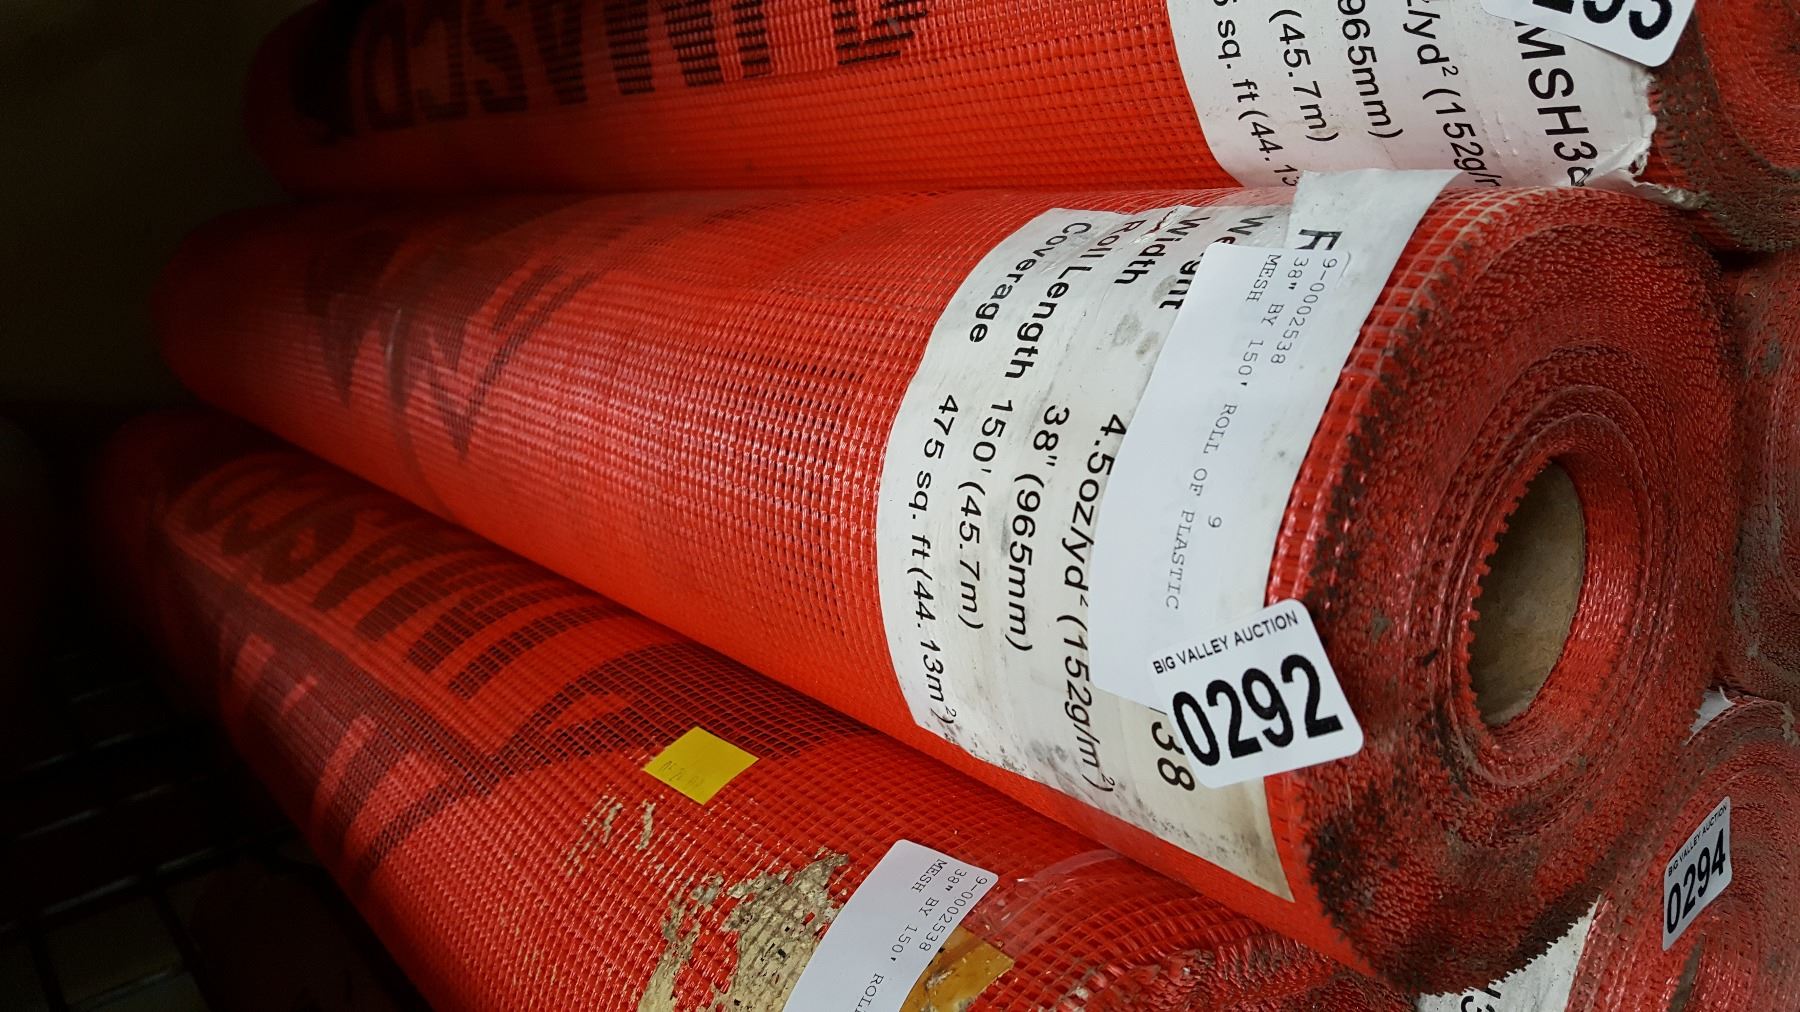 5 sq. ft (44.13
(45.7m)
965mm)
/yd² (152g/
MSH38
Weight 4.5oz/yd² (152g/m²)
Width 38" (965mm)
Roll Length 150' (45.7m)
Coverage 475 sq. ft (44.13m²)
38
9-0002538 9
38" BY 150' ROLL OF PLASTIC
MESH
BIG VALLEY AUCTION
0292
9-0002538
38" BY 150' ROLL
MESH
BIG VALLEY AUCTION
0294